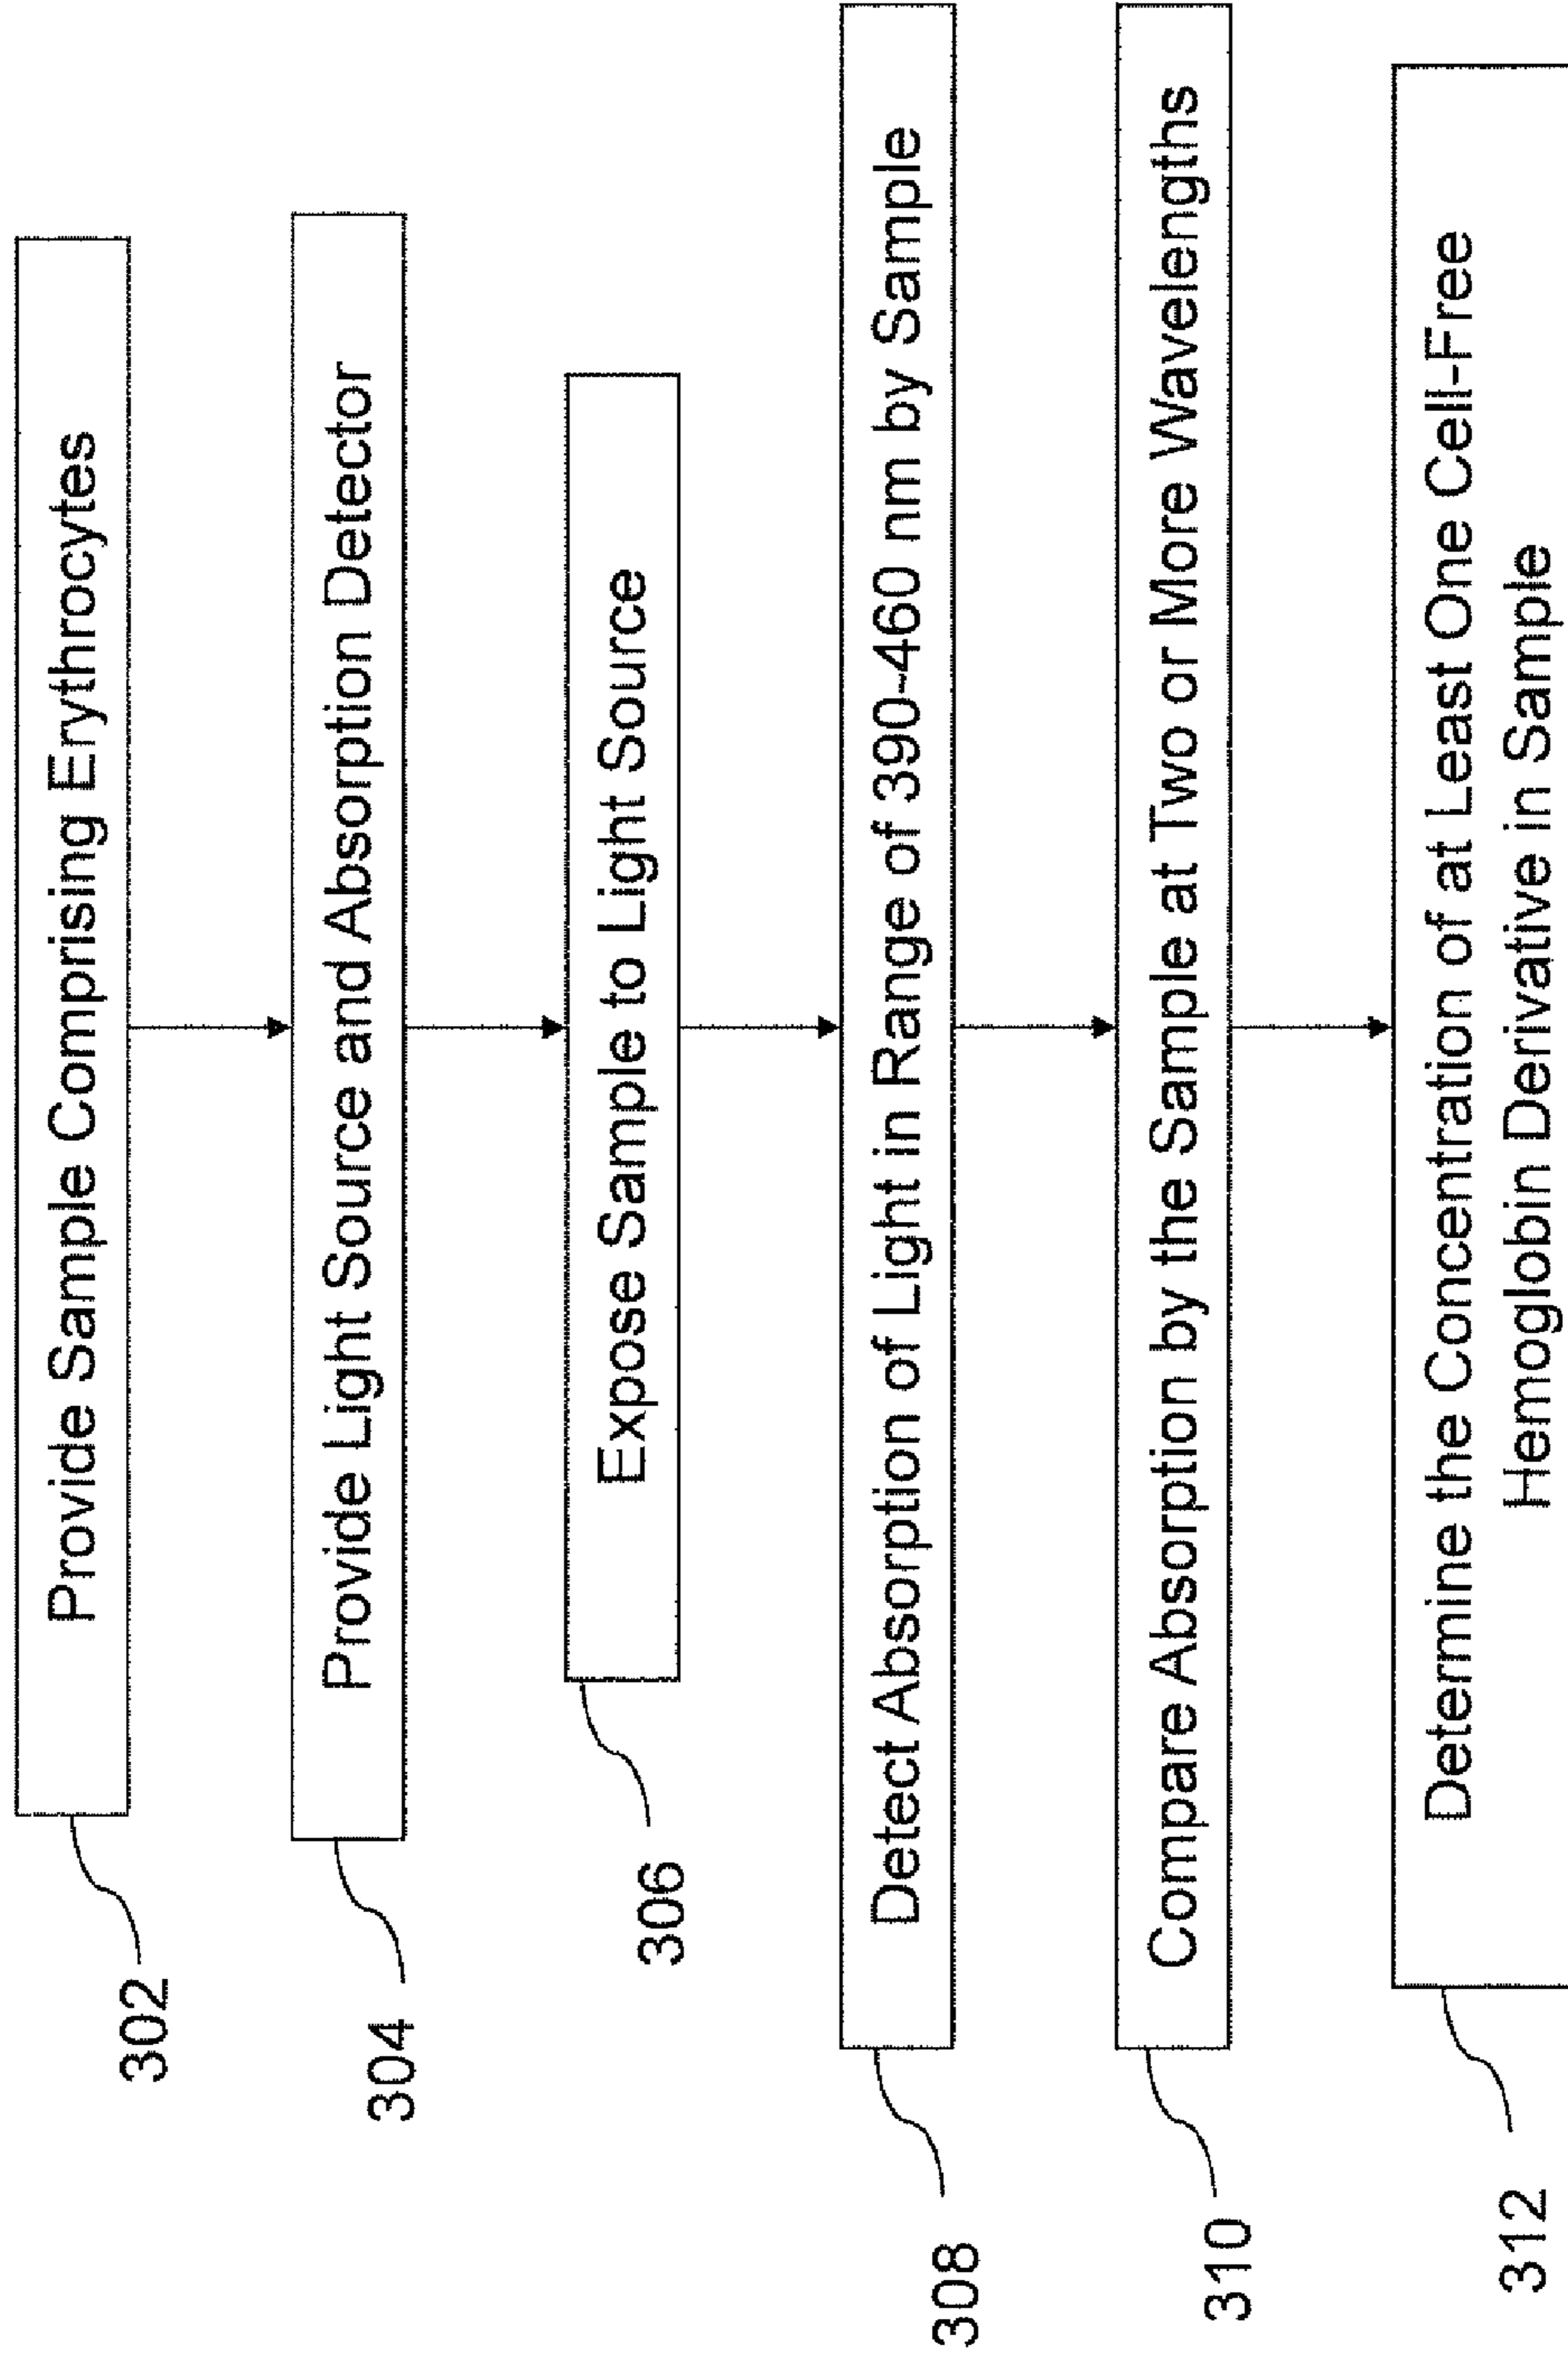 302
Provide Sample Comprising Erythrocytes
304
Provide Light Source and Absorption Detector
306
Expose Sample to Light Source
308
Detect Absorption of Light in Range of 390-460 nm by Sample
310
Compare Absorption by the Sample at Two or More Wavelengths
312
Determine the Concentration of at Least One Cell-Free
Hemoglobin Derivative in Sample